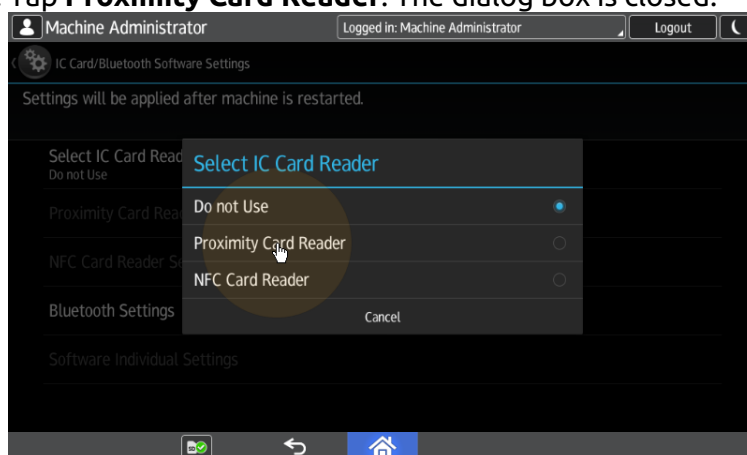 Tap Proximity Card Reader. The dialog box is closed.
Machine Administrator
Logged in: Machine Administrator
Logout
IC Card/Bluetooth Software Settings
Settings will be applied after machine is restarted.
Select IC Card Read
Do not Use
Proximity Card Rea
NFC Card Reader Se
Bluetooth Settings
Software Individual Settings
Select IC Card Reader
Do not Use
Proximity Card Reader
NFC Card Reader
Cancel